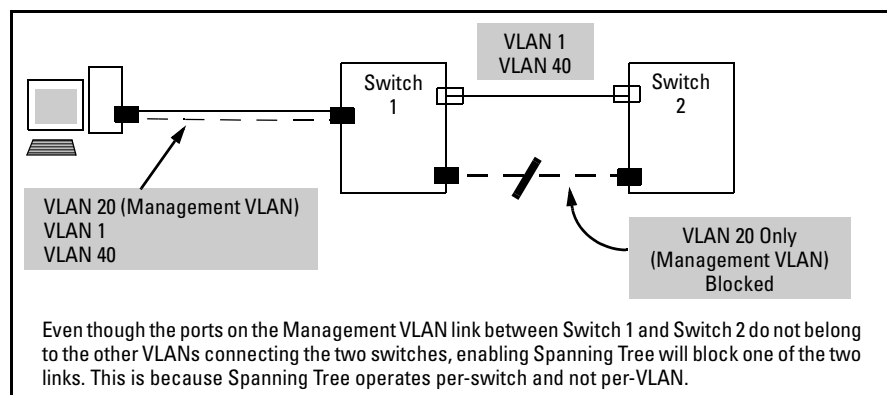 VLAN 1
VLAN 40
Switch
1
Switch
2
VLAN 20 (Management VLAN)
VLAN 1
VLAN 40
VLAN 20 Only
(Management VLAN)
Blocked
Even though the ports on the Management VLAN link between Switch 1 and Switch 2 do not belong
to the other VLANs connecting the two switches, enabling Spanning Tree will block one of the two
links. This is because Spanning Tree operates per-switch and not per-VLAN.